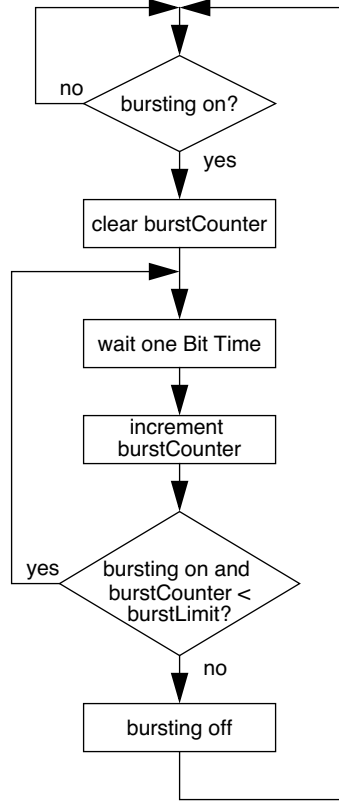 no
bursting on?
yes
clear burstCounter
wait one Bit Time
increment
burstCounter
yes
bursting on and
burstCounter <
burstLimit?
no
bursting off